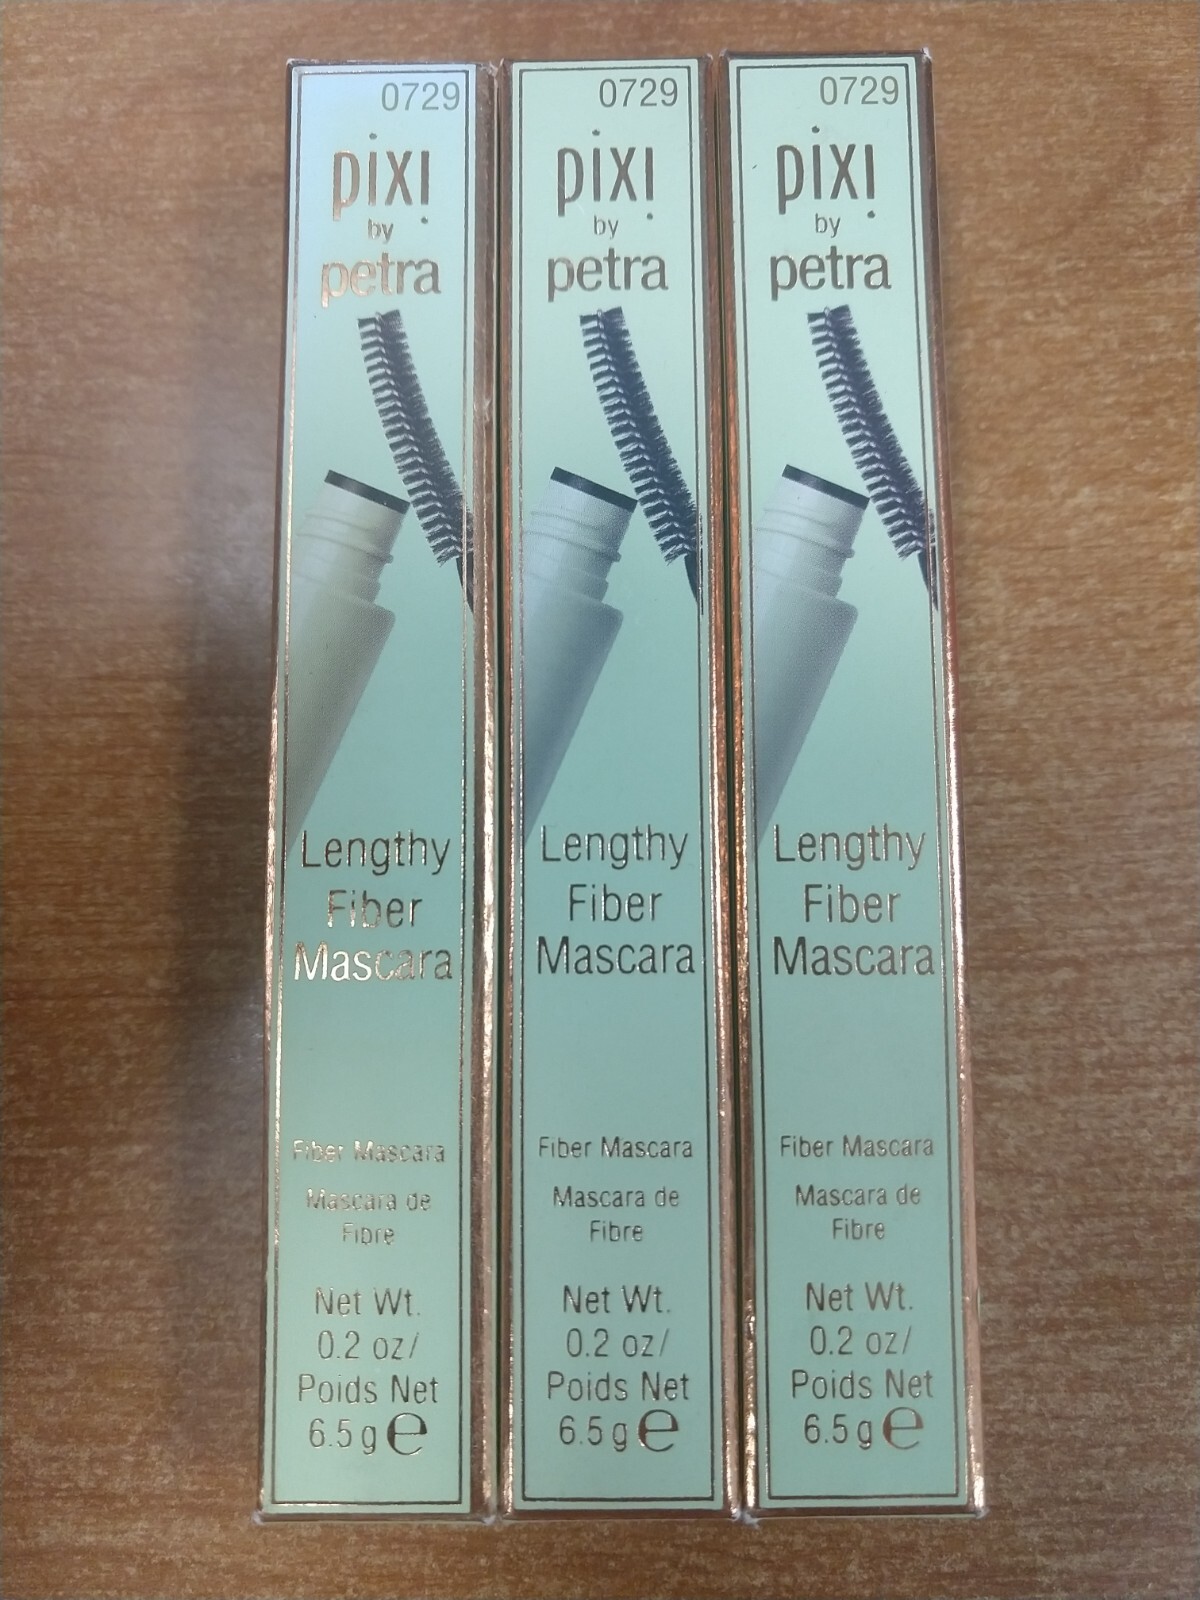 0729
pixi
by
petra
Lengthy
Fiber
Mascara
Fiber Mascara
Mascara de
Fibre
Net Wt.
0.2 oz/
Poids Net
6.5 g e
0729
pixi
by
petra
Lengthy
Fiber
Mascara
Fiber Mascara
Mascara de
Fibre
Net Wt.
0.2 oz/
Poids Net
6.5 g e
0729
pixi
by
petra
Lengthy
Fiber
Mascara
Fiber Mascara
Mascara de
Fibre
Net Wt.
0.2 oz/
Poids Net
6.5 g e